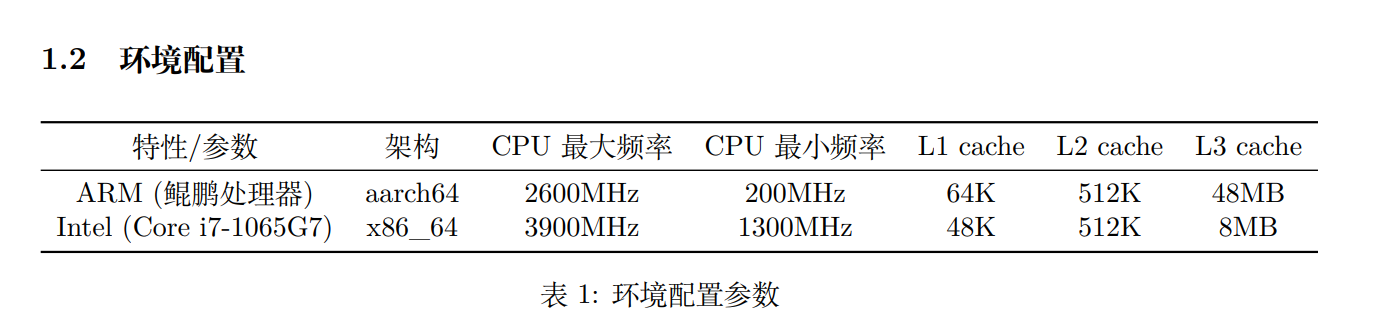 1.2 环境配置
特性/参数 架构 CPU 最大频率 CPU 最小频率 L1 cache L2 cache L3 cache
ARM (鲲鹏处理器) aarch64 2600MHz 200MHz 64K 512K 48MB
Intel (Core i7-1065G7) x86_64 3900MHz 1300MHz 48K 512K 8MB
表 1: 环境配置参数